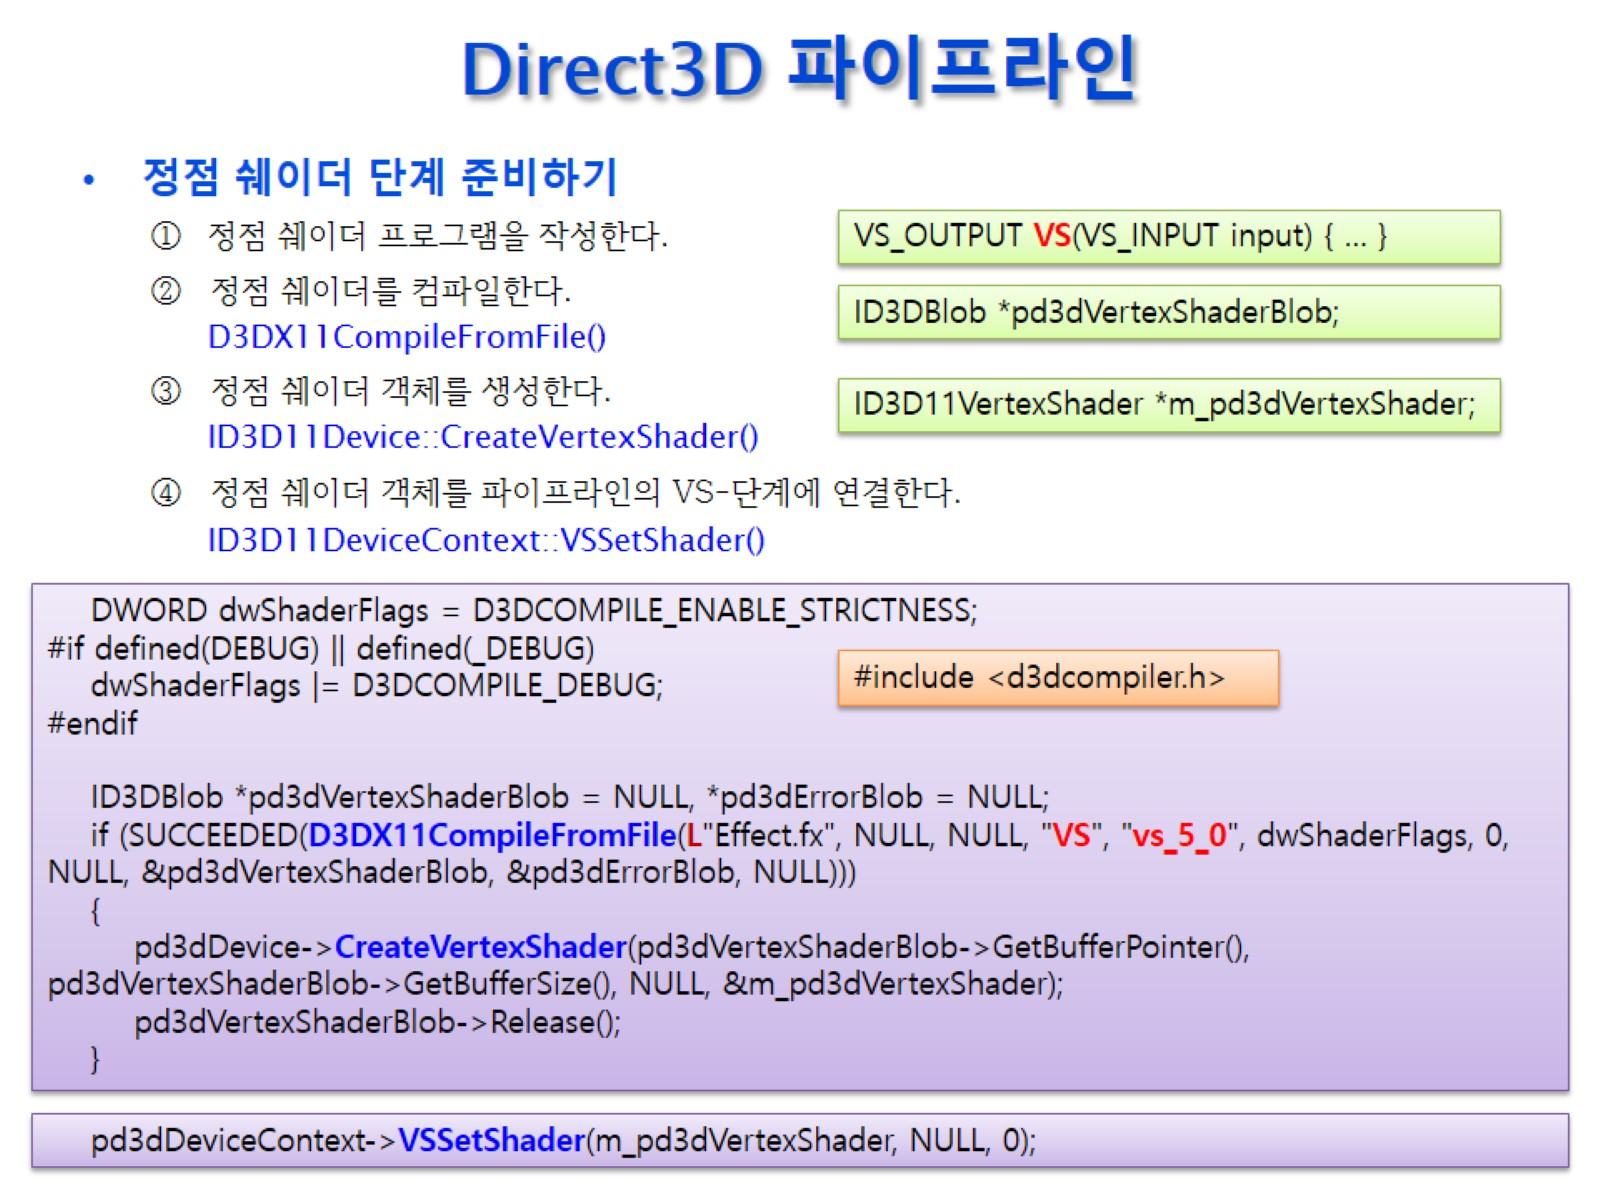 Direct3D 파이프라인
• 정점 쉐이더 단계 준비하기
① 정점 쉐이더 프로그램을 작성한다.
VS_OUTPUT VS(VS_INPUT input) { ... }
② 정점 쉐이더를 컴파일한다.
D3DX11CompileFromFile()
ID3DBlob *pd3dVertexShaderBlob;
③ 정점 쉐이더 객체를 생성한다.
ID3D11Device::CreateVertexShader()
ID3D11VertexShader *m_pd3dVertexShader;
④ 정점 쉐이더 객체를 파이프라인의 VS-단계에 연결한다.
ID3D11DeviceContext::VSSetShader()
DWORD dwShaderFlags = D3DCOMPILE_ENABLE_STRICTNESS;
#if defined(DEBUG) || defined(_DEBUG)
dwShaderFlags |= D3DCOMPILE_DEBUG;
#endif
#include <d3dcompiler.h>
ID3DBlob *pd3dVertexShaderBlob = NULL, *pd3dErrorBlob = NULL;
if (SUCCEEDED(D3DX11CompileFromFile(L"Effect.fx", NULL, NULL, "VS", "vs_5_0", dwShaderFlags, 0,
NULL, &pd3dVertexShaderBlob, &pd3dErrorBlob, NULL)))
{
pd3dDevice->CreateVertexShader(pd3dVertexShaderBlob->GetBufferPointer(),
pd3dVertexShaderBlob->GetBufferSize(), NULL, &m_pd3dVertexShader);
pd3dVertexShaderBlob->Release();
}
pd3dDeviceContext->VSSetShader(m_pd3dVertexShader, NULL, 0);